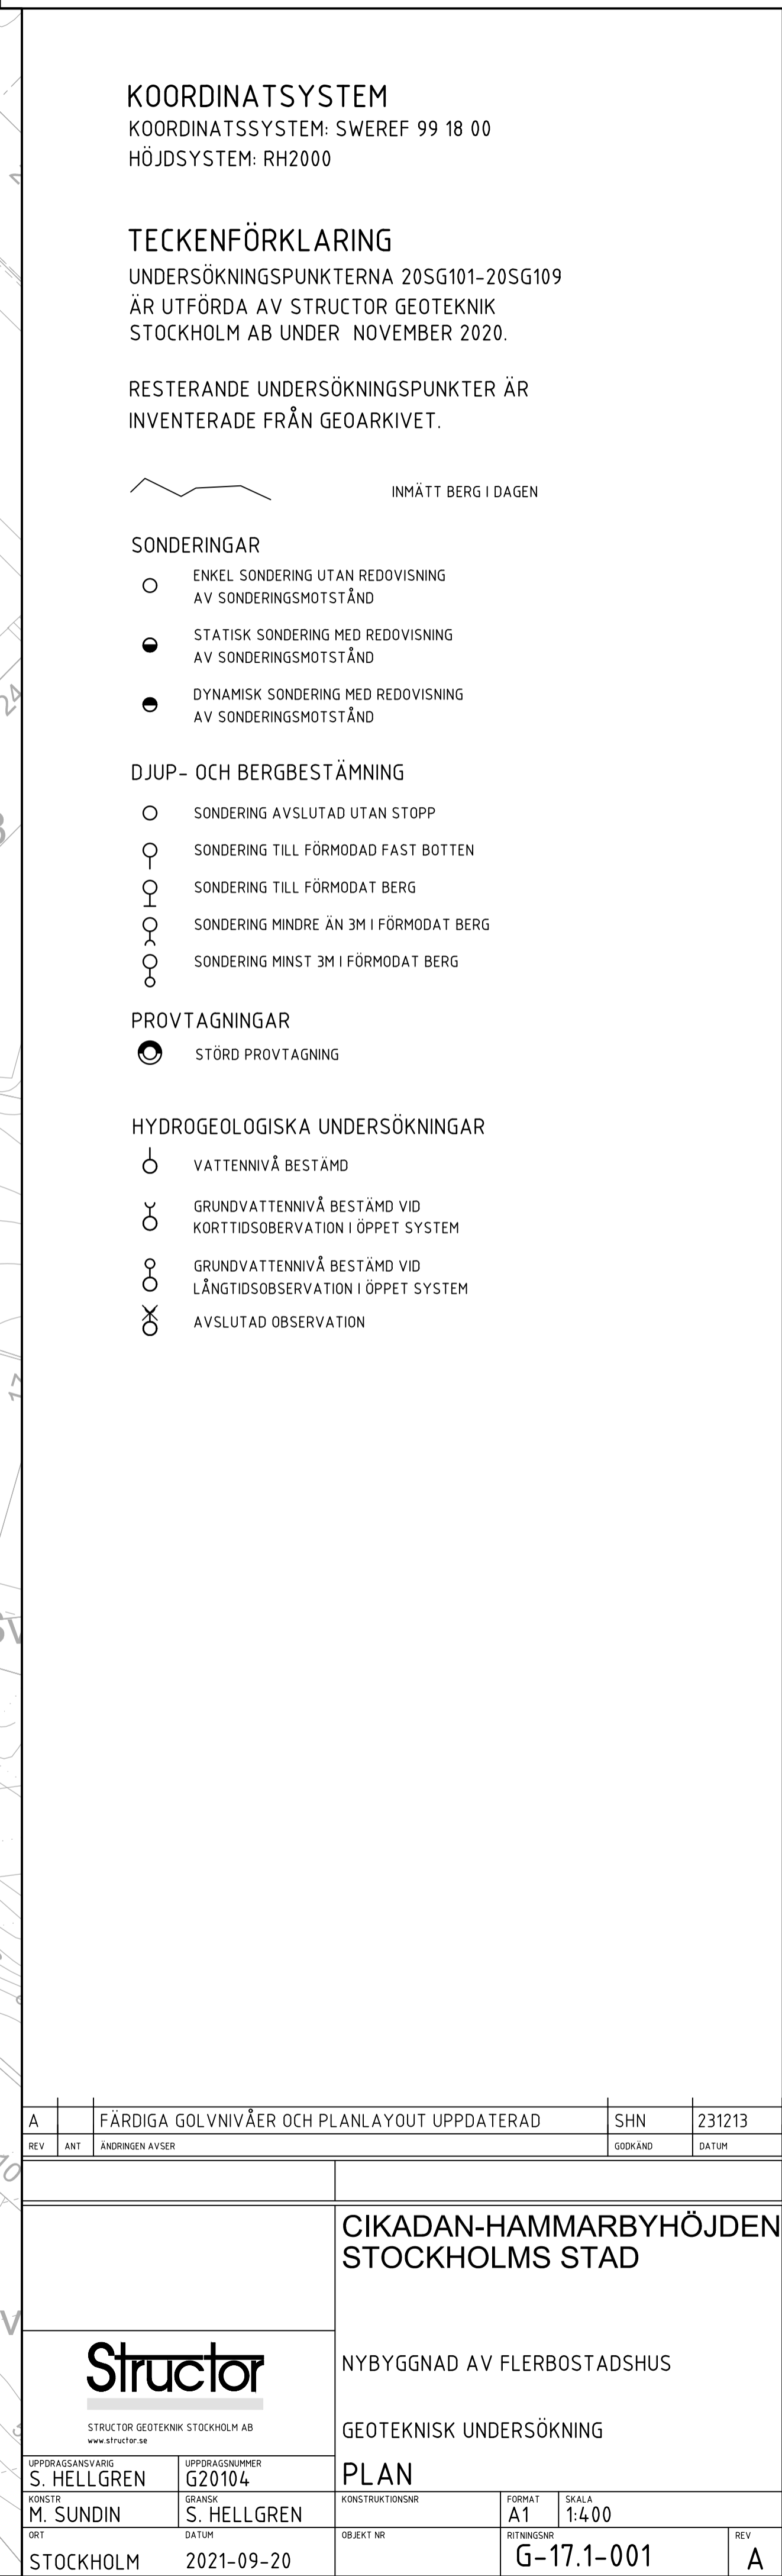 KOORDINATSYSTEM
KOORDINATSSYSTEM: SWEREF 99 18 00
HÖJDSYSTEM: RH2000
TECKENFÖRKLARING
UNDERSÖKNINGSPUNKTERNA 20SG101-20SG109
ÄR UTFÖRDA AV STRUCTOR GEOTEKNIK
STOCKHOLM AB UNDER NOVEMBER 2020.
RESTERANDE UNDERSÖKNINGSPUNKTER ÄR
INVENTERADE FRÅN GEOARKIVET.
INMÄTT BERG I DAGEN
SONDERINGAR
ENKEL SONDERING UTAN REDOVISNING
AV SONDERINGSMOTSTÅND
STATISK SONDERING MED REDOVISNING
AV SONDERINGSMOTSTÅND
DYNAMISK SONDERING MED REDOVISNING
AV SONDERINGSMOTSTÅND
DJUP- OCH BERGBESTÄMNING
SONDERING AVSLUTAD UTAN STOPP
SONDERING TILL FÖRMODAD FAST BOTTEN
SONDERING TILL FÖRMODAT BERG
SONDERING MINDRE ÄN 3M I FÖRMODAT BERG
SONDERING MINST 3M I FÖRMODAT BERG
PROVTAGNINGAR
STÖRD PROVTAGNING
HYDROGEOLOGISKA UNDERSÖKNINGAR
VATTENNIVÅ BESTÄMD
GRUNDVATTENNIVÅ BESTÄMD VID
KORTTIDSOBERVATION I ÖPPET SYSTEM
GRUNDVATTENNIVÅ BESTÄMD VID
LÅNGTIDSOBSERVATION I ÖPPET SYSTEM
AVSLUTAD OBSERVATION
24
A FÄRDIGA GOLVNIVÅER OCH PLANLAYOUT UPPDATERAD SHN 231213
REV ANT ÄNDRINGEN AVSER GODKÄND DATUM
CIKADAN-HAMMARBYHÖJDEN
STOCKHOLMS STAD
Structor
STRUCTOR GEOTEKNIK STOCKHOLM AB
www.structor.se
NYBYGGNAD AV FLERBOSTADSHUS
GEOTEKNISK UNDERSÖKNING
PLAN
UPPDRAGSANSVARIG UPPDRAGSNUMMER
S. HELLGREN G20104
KONSTR GRANSK KONSTRUKTIONSNR FORMAT SKALA
M. SUNDIN S. HELLGREN A1 1:400
ORT DATUM OBJEKT NR RITNINGSNR REV
STOCKHOLM 2021-09-20 G-17.1-001 A